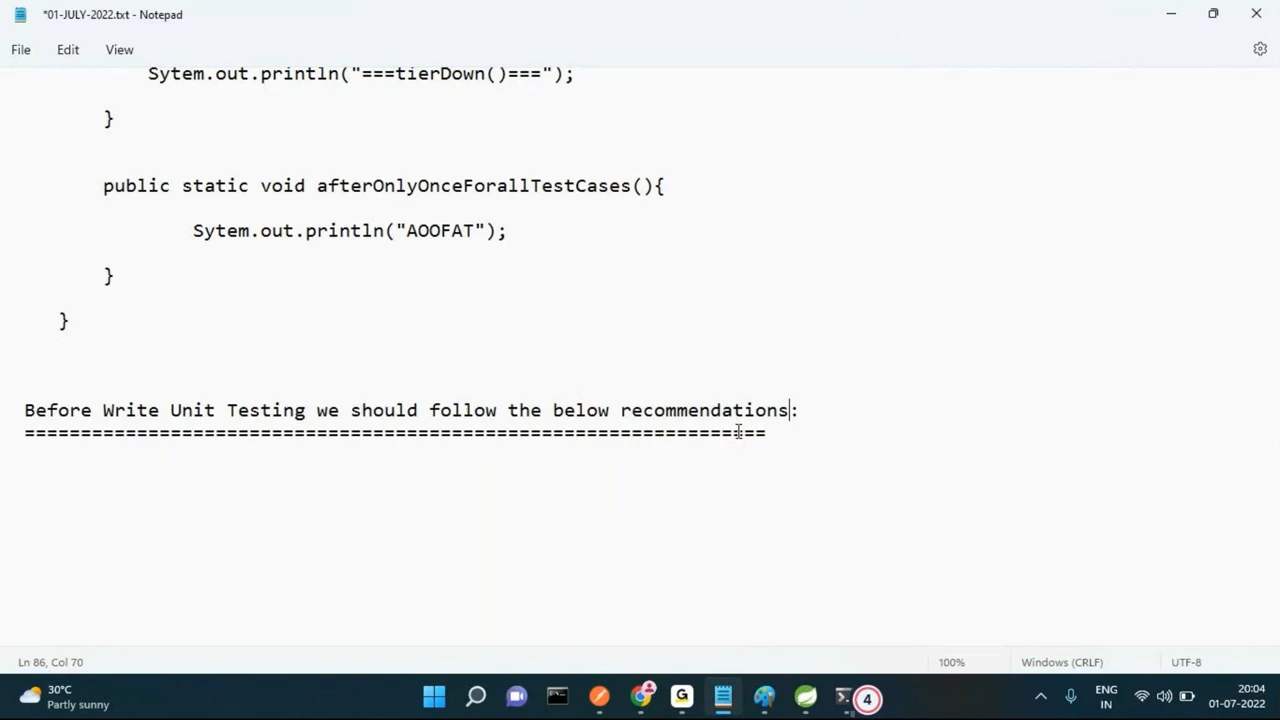 *01-JULY-2022.txt - Notepad
File Edit View
Sytem.out.println("===tierDown()===");
}
public static void afterOnlyOnceForallTestCases(){
Sytem.out.println("AOOFAT");
}
}
Before Write Unit Testing we should follow the below recommendations:
==================================================================
Ln 86, Col 70 100% Windows (CRLF) UTF-8
30°C
Partly sunny
4
ENG
IN
20:04
01-07-2022